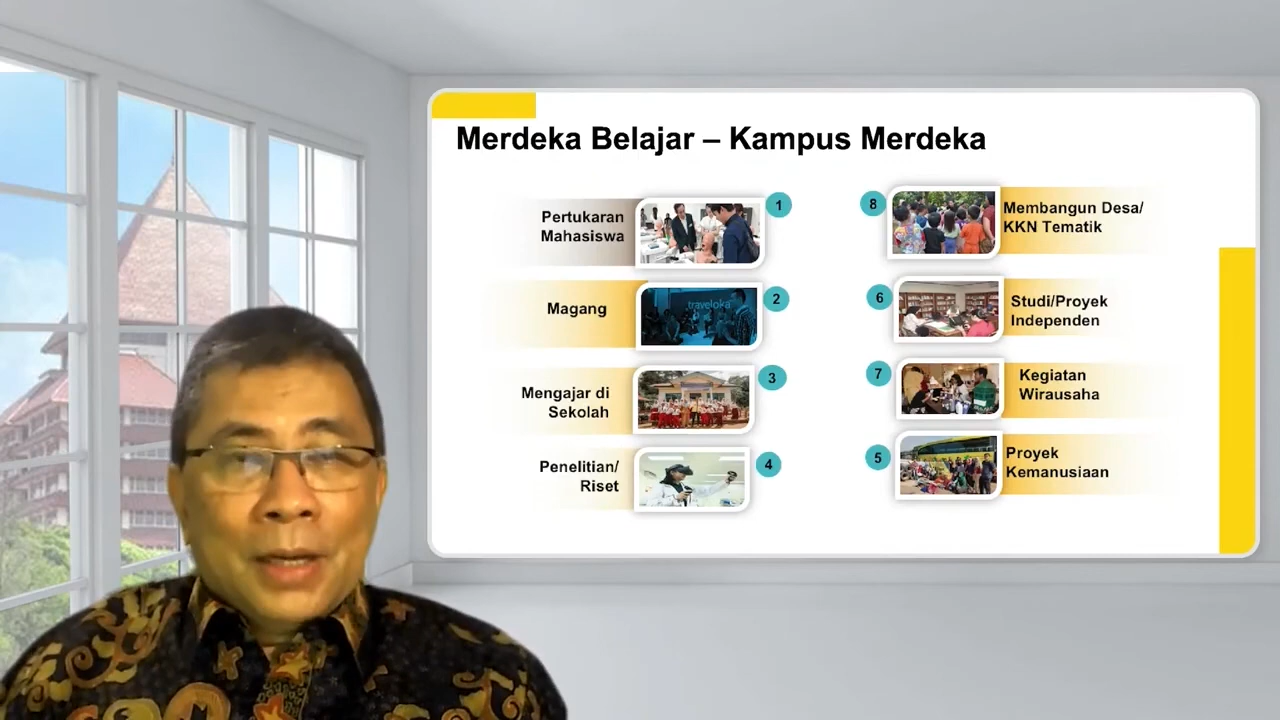 Merdeka Belajar – Kampus Merdeka
1
Pertukaran
Mahasiswa
2
Magang
traveloka
3
Mengajar di
Sekolah
4
Penelitian/
Riset
8
Membangun Desa/
KKN Tematik
6
Studi/Proyek
Independen
7
Kegiatan
Wirausaha
5
Proyek
Kemanusiaan